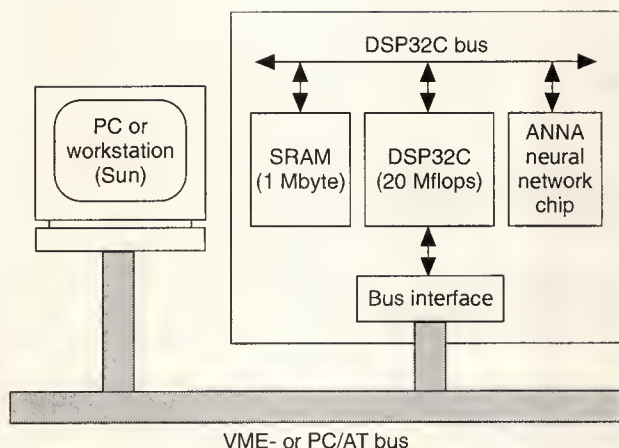 DSP32C bus
PC or
workstation
(Sun)
SRAM
(1 Mbyte)
DSP32C
(20 Mflops)
ANNA
neural
network
chip
Bus interface
VME- or PC/AT bus